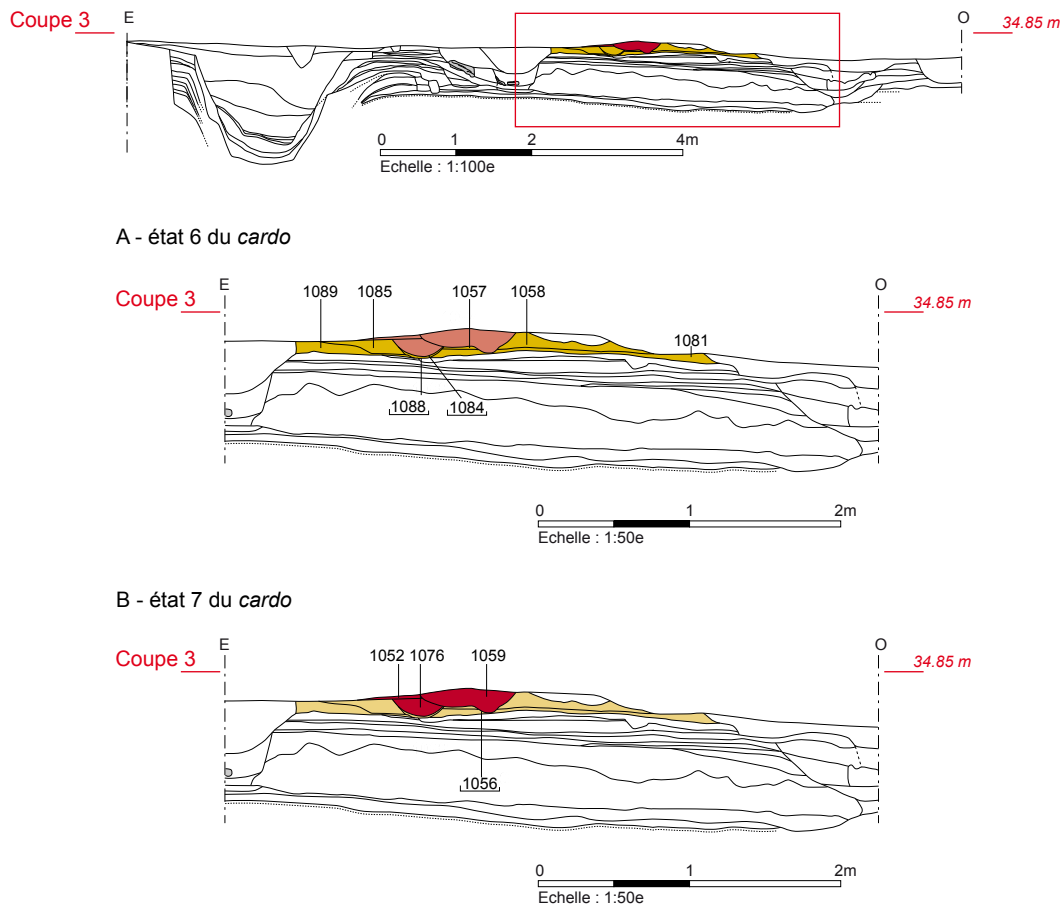 E O
Coupe 3 34.85 m
0 1 2 4m
Echelle : 1:100e
A - état 6 du cardo
E O
Coupe 3 1089 1085 1057 1058 34.85 m
1081
1088 1084
0 1 2m
Echelle : 1:50e
B - état 7 du cardo
E O
Coupe 3 1052 1076 1059 34.85 m
1056
0 1 2m
Echelle : 1:50e